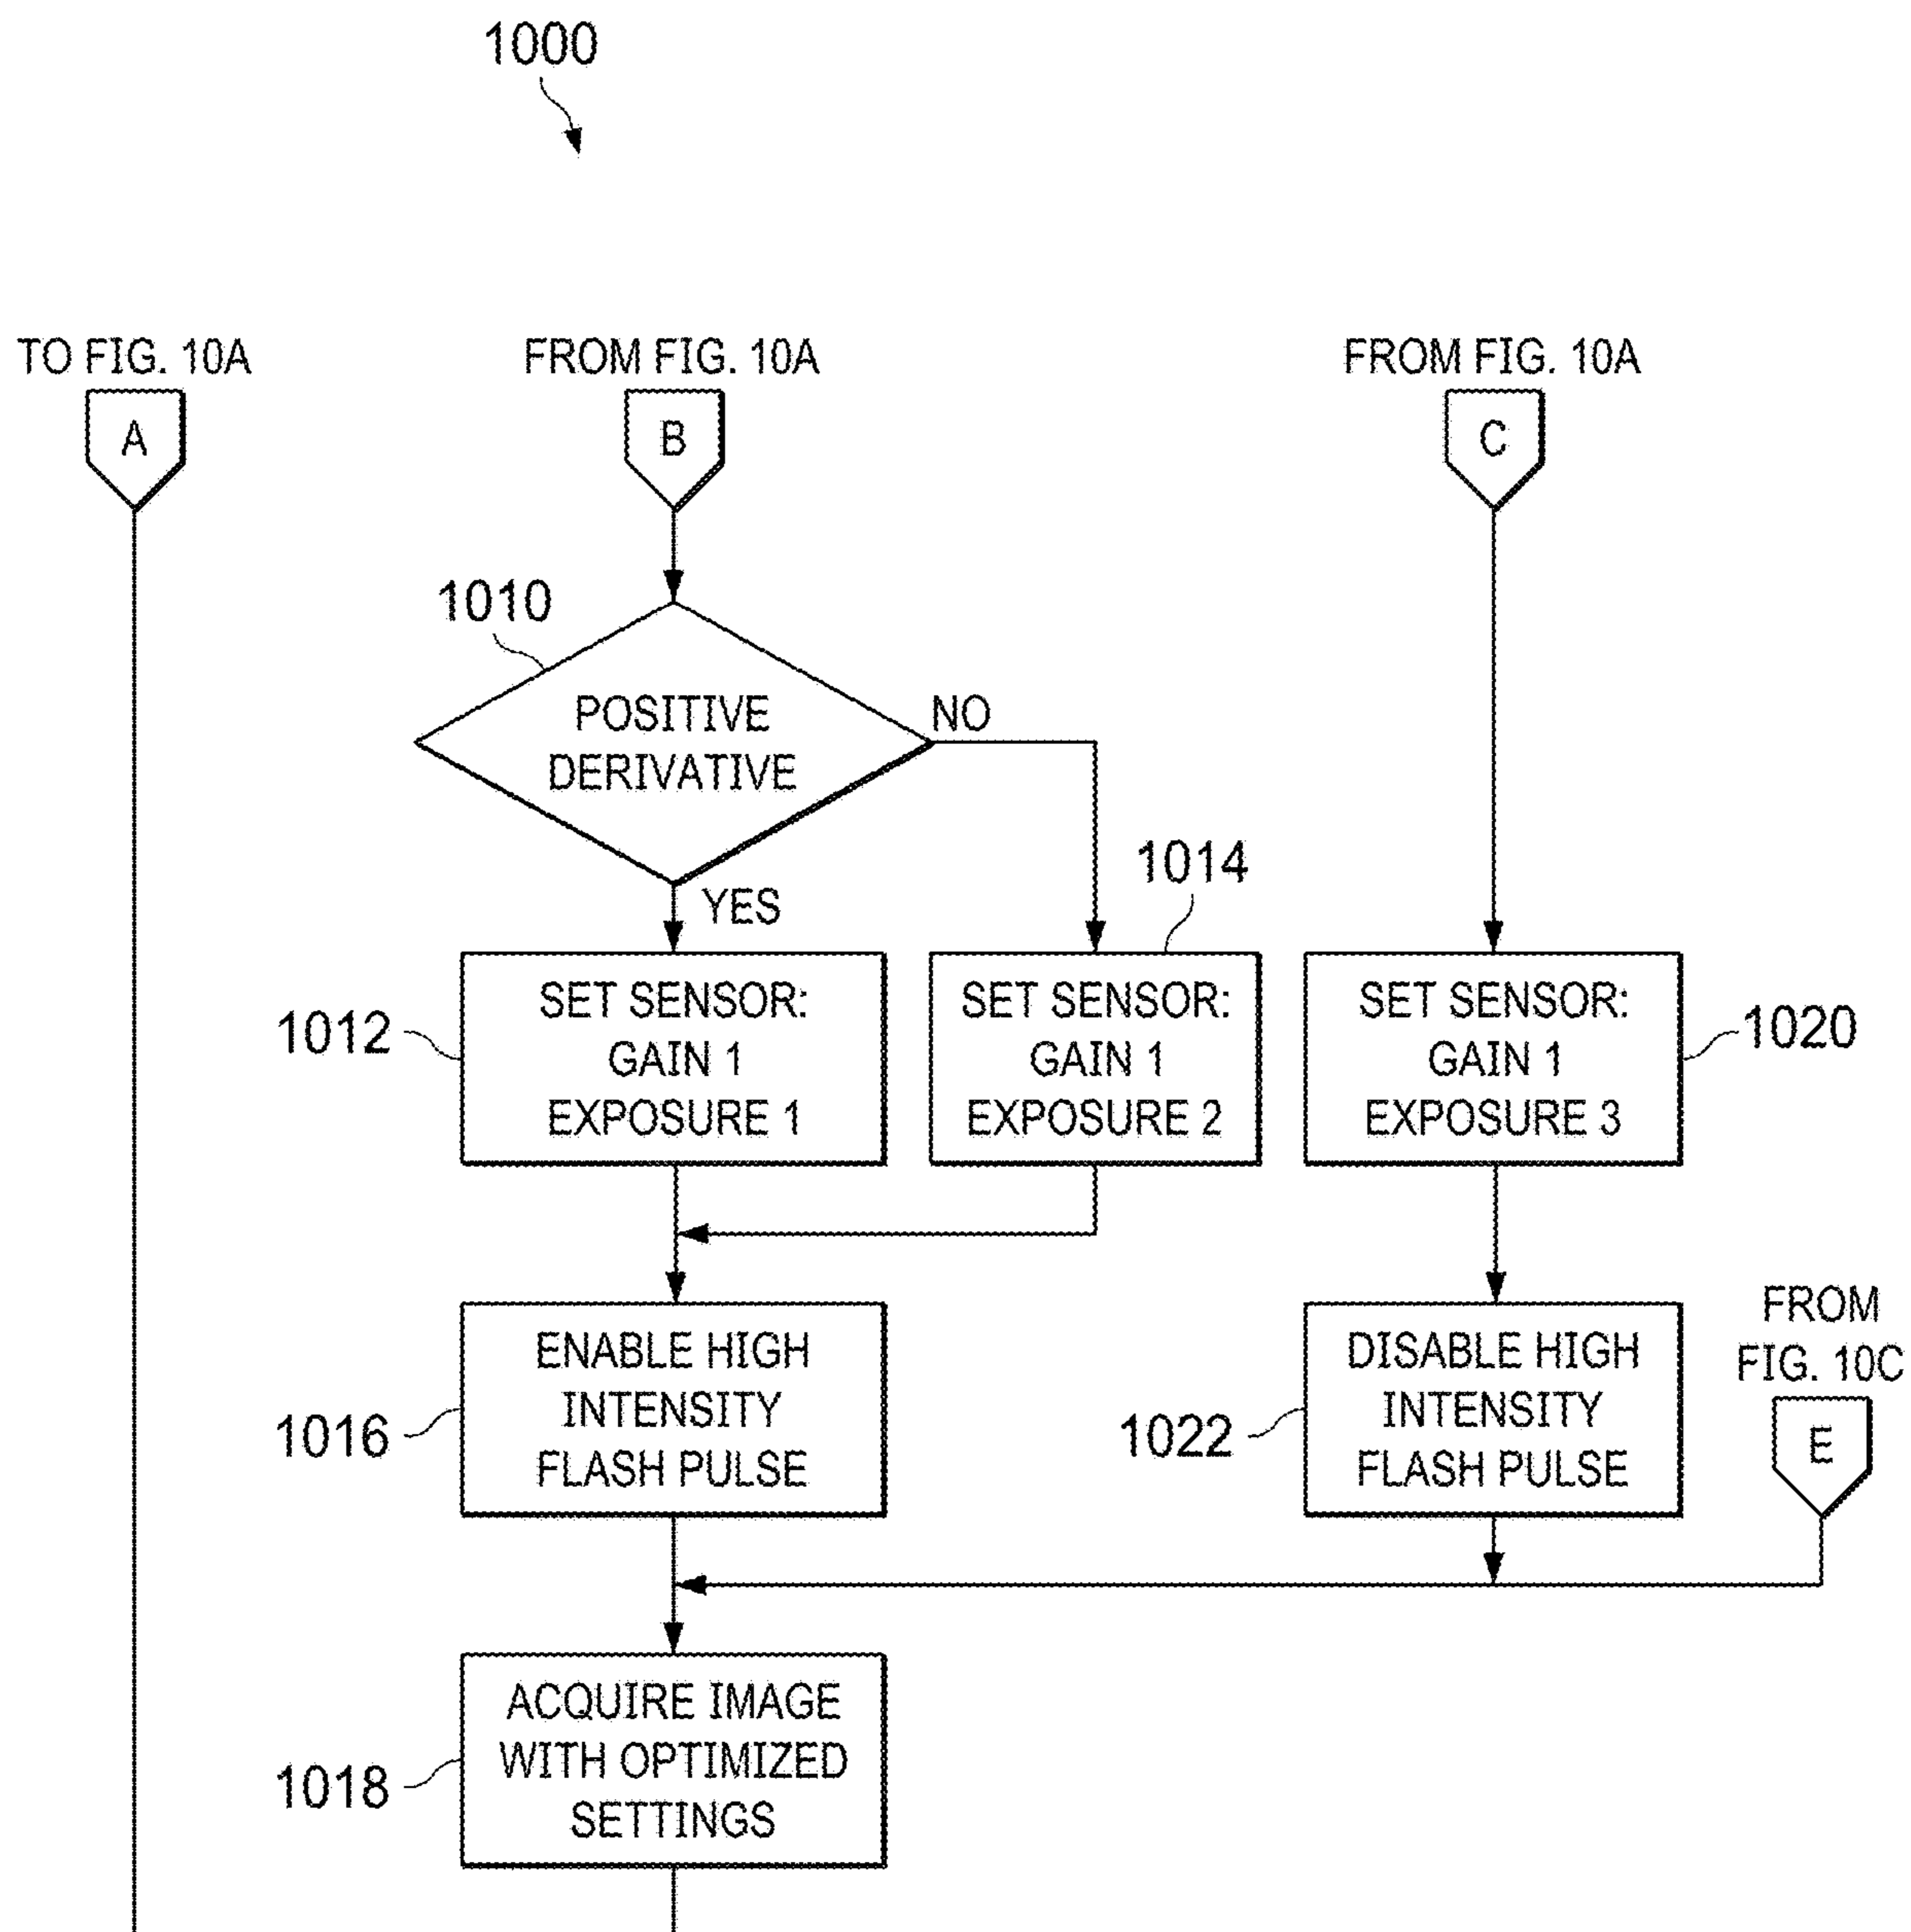 1000
TO FIG. 10A
A
FROM FIG. 10A
B
FROM FIG. 10A
C
1010
POSITIVE
DERIVATIVE
NO
YES
1014
1012
SET SENSOR:
GAIN 1
EXPOSURE 1
SET SENSOR:
GAIN 1
EXPOSURE 2
SET SENSOR:
GAIN 1
EXPOSURE 3
1020
1016
ENABLE HIGH
INTENSITY
FLASH PULSE
1022
DISABLE HIGH
INTENSITY
FLASH PULSE
FROM
FIG. 10C
E
1018
ACQUIRE IMAGE
WITH OPTIMIZED
SETTINGS